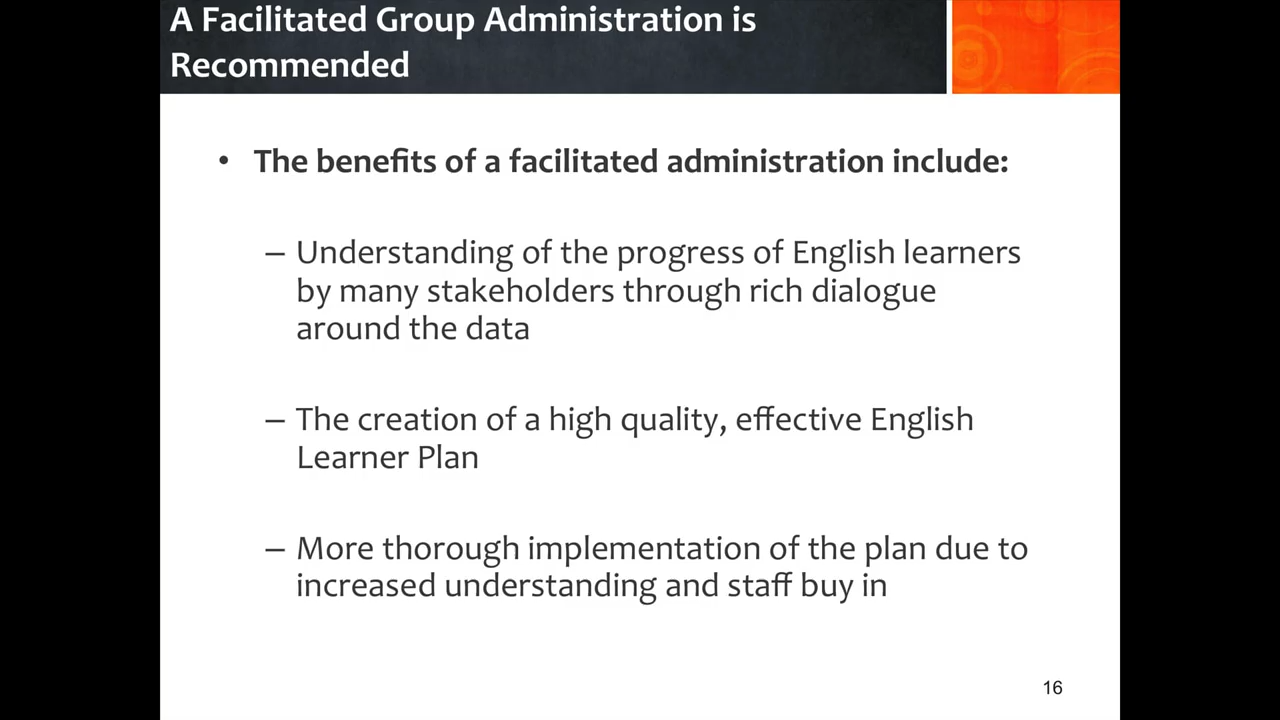 A Facilitated Group Administration is
Recommended
• The benefits of a facilitated administration include:
– Understanding of the progress of English learners
by many stakeholders through rich dialogue
around the data
– The creation of a high quality, effective English
Learner Plan
– More thorough implementation of the plan due to
increased understanding and staff buy in
16